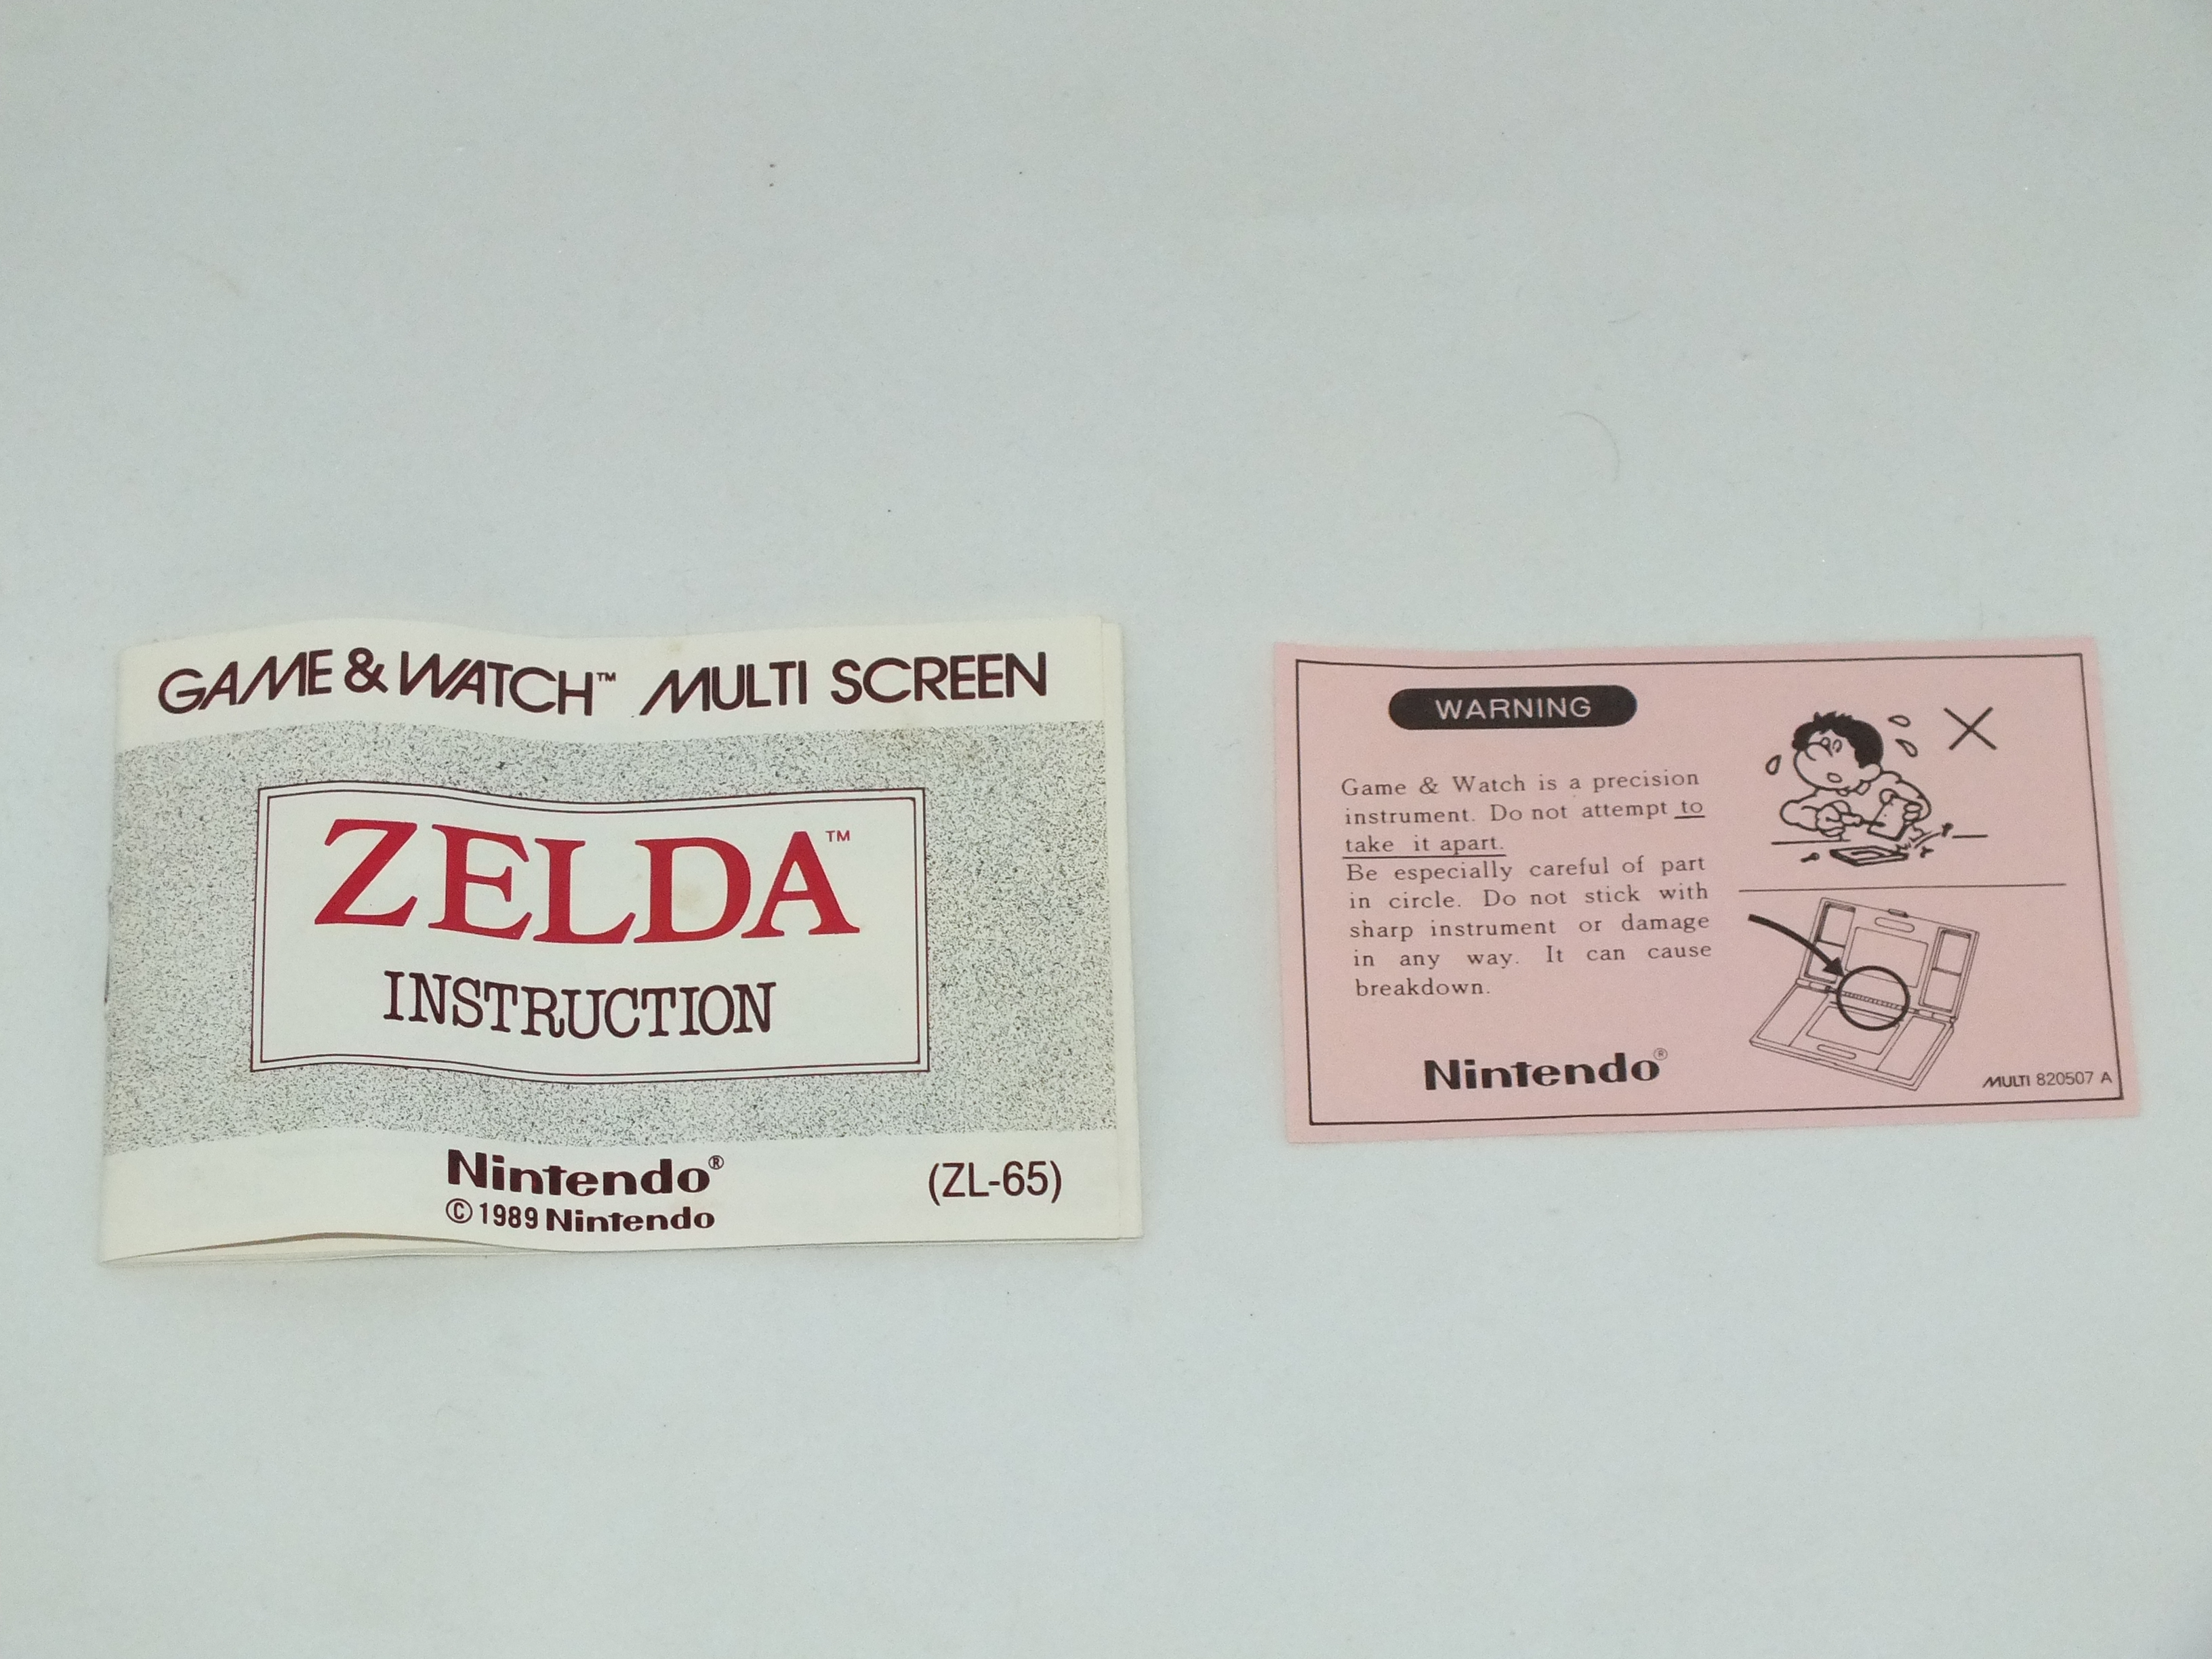 GAME & WATCH™ MULTI SCREEN
ZELDA™
INSTRUCTION
Nintendo®
© 1989 Nintendo
(ZL-65)
WARNING
Game & Watch is a precision
instrument. Do not attempt to
take it apart.
Be especially careful of part
in circle. Do not stick with
sharp instrument or damage
in any way. It can cause
breakdown.
Nintendo®
MULTI 820507 A